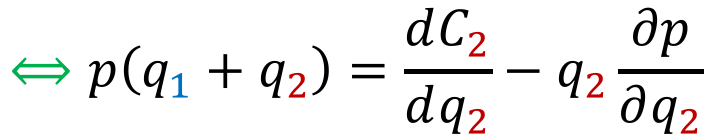 ⟺ p(q₁ + q₂) = dC₂/dq₂ − q₂ ∂p/∂q₂